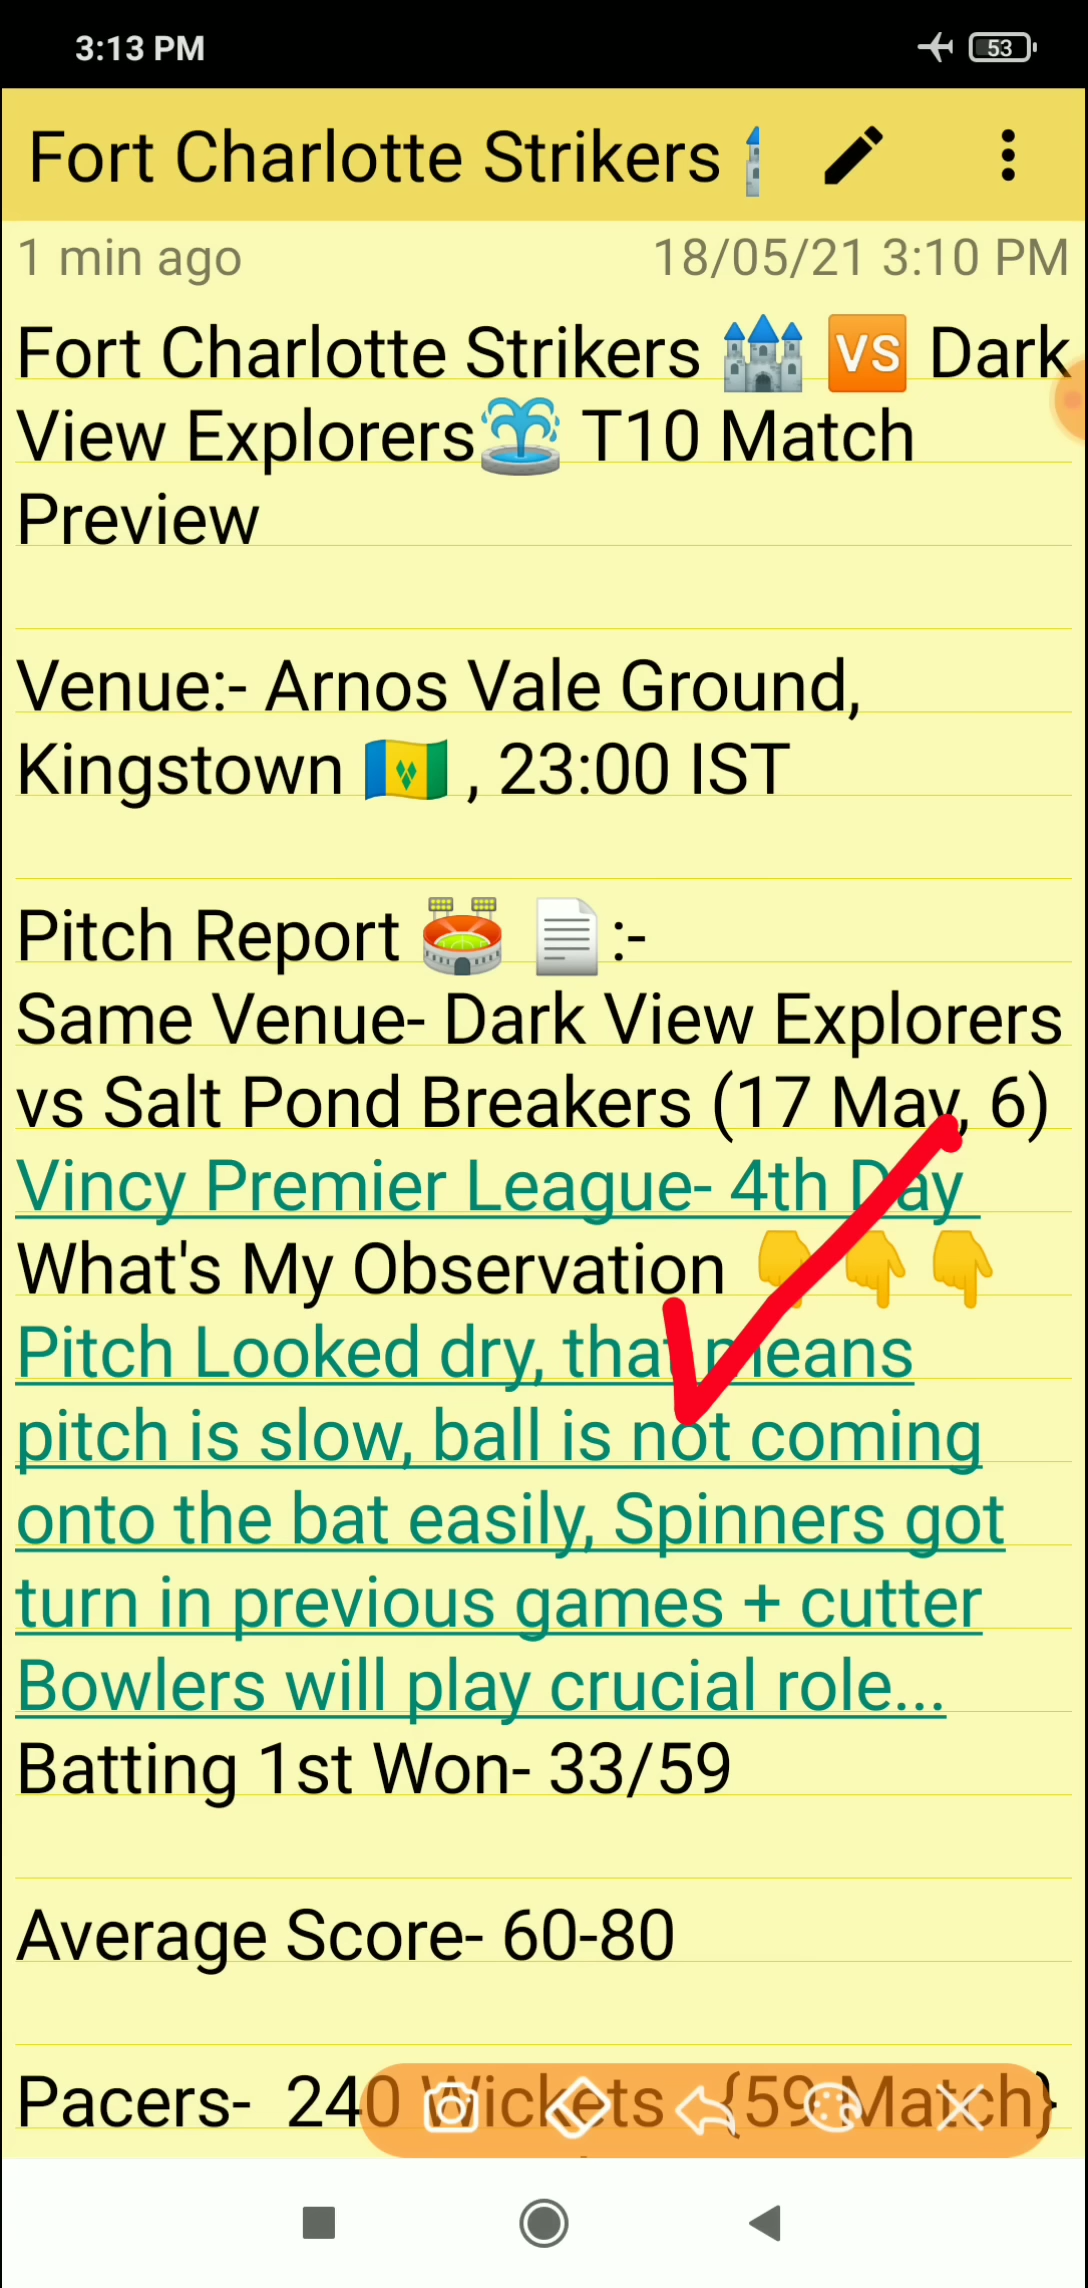 3:13 PM
53
Fort Charlotte Strikers
1 min ago
18/05/21 3:10 PM
Fort Charlotte Strikers 🏰 🆚 Dark
View Explorers⛲ T10 Match
Preview
Venue:- Arnos Vale Ground,
Kingstown 🇻🇨 , 23:00 IST
Pitch Report 🏟 📄:-
Same Venue- Dark View Explorers
vs Salt Pond Breakers (17 May, 6)
Vincy Premier League- 4th Day
What's My Observation 👇👇👇
Pitch Looked dry, that means
pitch is slow, ball is not coming
onto the bat easily, Spinners got
turn in previous games + cutter
Bowlers will play crucial role...
Batting 1st Won- 33/59
Average Score- 60-80
Pacers- 240 Wickets {59 Match}